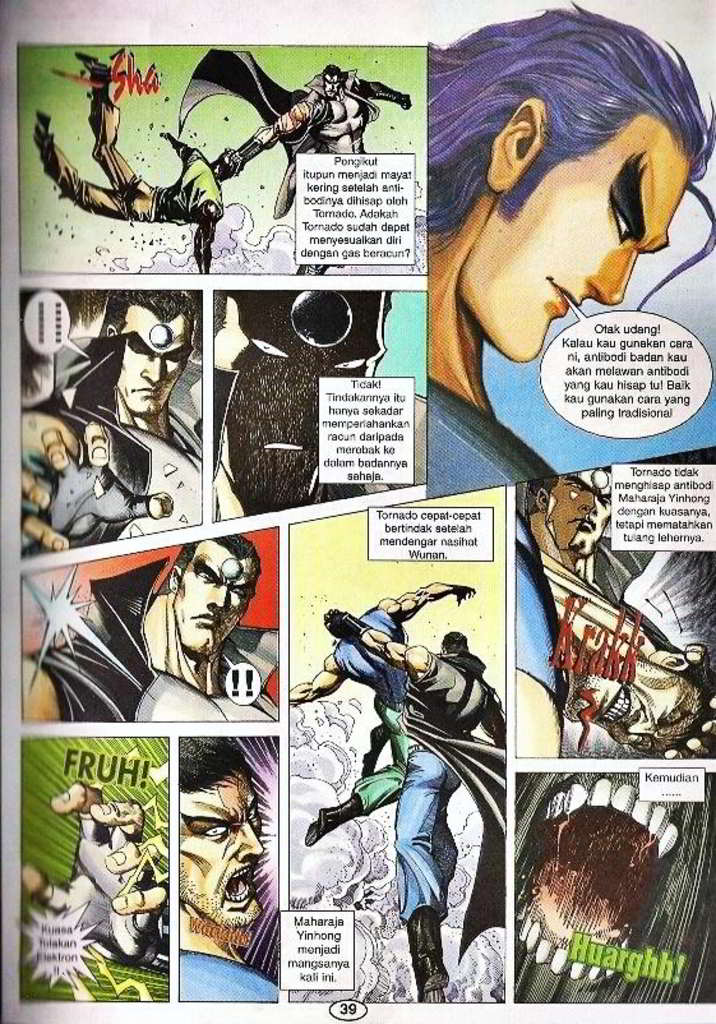 Sha
Pongikut
itupun menjadi mayat
kering setelah anti-
bodinya dihisap oleh
Tornado. Adakah
Tornado sudah dapat
menyesuaikan diri
dengan gas beracun?
Otak udang!
Kalau kau gunakan cara
ni, antibodi badan kau
akan melawan antibodi
yang kau hisap tu! Baik
kau gunakan cara yang
paling tradisional
!!!
Tidak!
Tindakannya itu
hanya sekadar
memperlahankan
racun daripada
merebak ke
dalam badannya
sahaja.
Tornado cepat-cepat
bertindak setelah
mendengar nasihat
Wunan.
Tornado tidak
menghisap antibodi
Maharaja Yinhong
dengan kuasanya,
tetapi mematahkan
tulang lehernya.
!!
Krakk
FRUH!
Kuasa
Tolakan
Elektron
!!
Maharaja
Yinhong
menjadi
mangsanya
kali ini.
Kemudian
......
Huarghh!
39